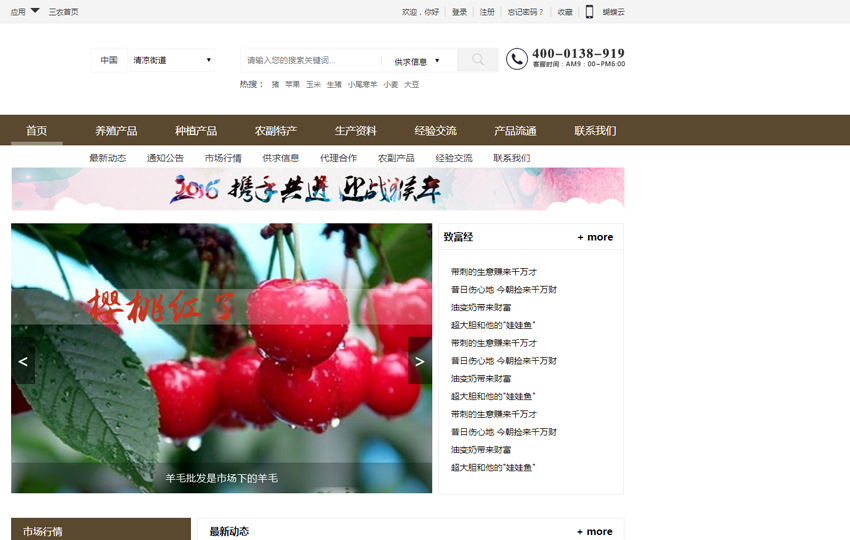 应用 三农首页 欢迎，你好 登录 注册 忘记密码？ 收藏 蝴蝶云
中国 清凉街道 请输入您的搜索关键词... 供求信息 400-0138-919
客服时间：AM9：00~PM6:00
热搜： 猪 苹果 玉米 生猪 小尾寒羊 小麦 大豆
首页 养殖产品 种植产品 农副特产 生产资料 经验交流 产品流通 联系我们
最新动态 通知公告 市场行情 供求信息 代理合作 农副产品 经验交流 联系我们
2016 携手共进 迎战猴年
樱桃红了
< >
羊毛批发是市场下的羊毛
致富经 + more
带刺的生意赚来千万才
昔日伤心地 今朝捡来千万财
油变奶带来财富
超大胆和他的"娃娃鱼"
带刺的生意赚来千万才
昔日伤心地 今朝捡来千万财
油变奶带来财富
超大胆和他的"娃娃鱼"
带刺的生意赚来千万才
昔日伤心地 今朝捡来千万财
油变奶带来财富
超大胆和他的"娃娃鱼"
市场行情 最新动态 + more